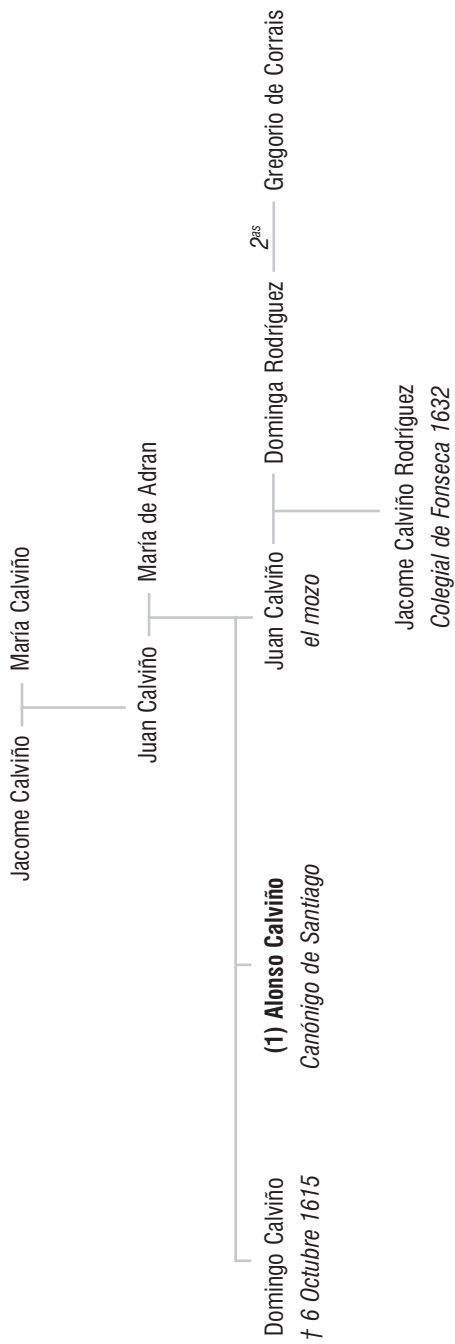 Jacome Calviño María Calviño
Juan Calviño María de Adran
Domingo Calviño
† 6 Octubre 1615
(1) Alonso Calviño
Canónigo de Santiago
Juan Calviño
el mozo
Dominga Rodríguez
2as
Gregorio de Corrais
Jacome Calviño Rodríguez
Colegial de Fonseca 1632